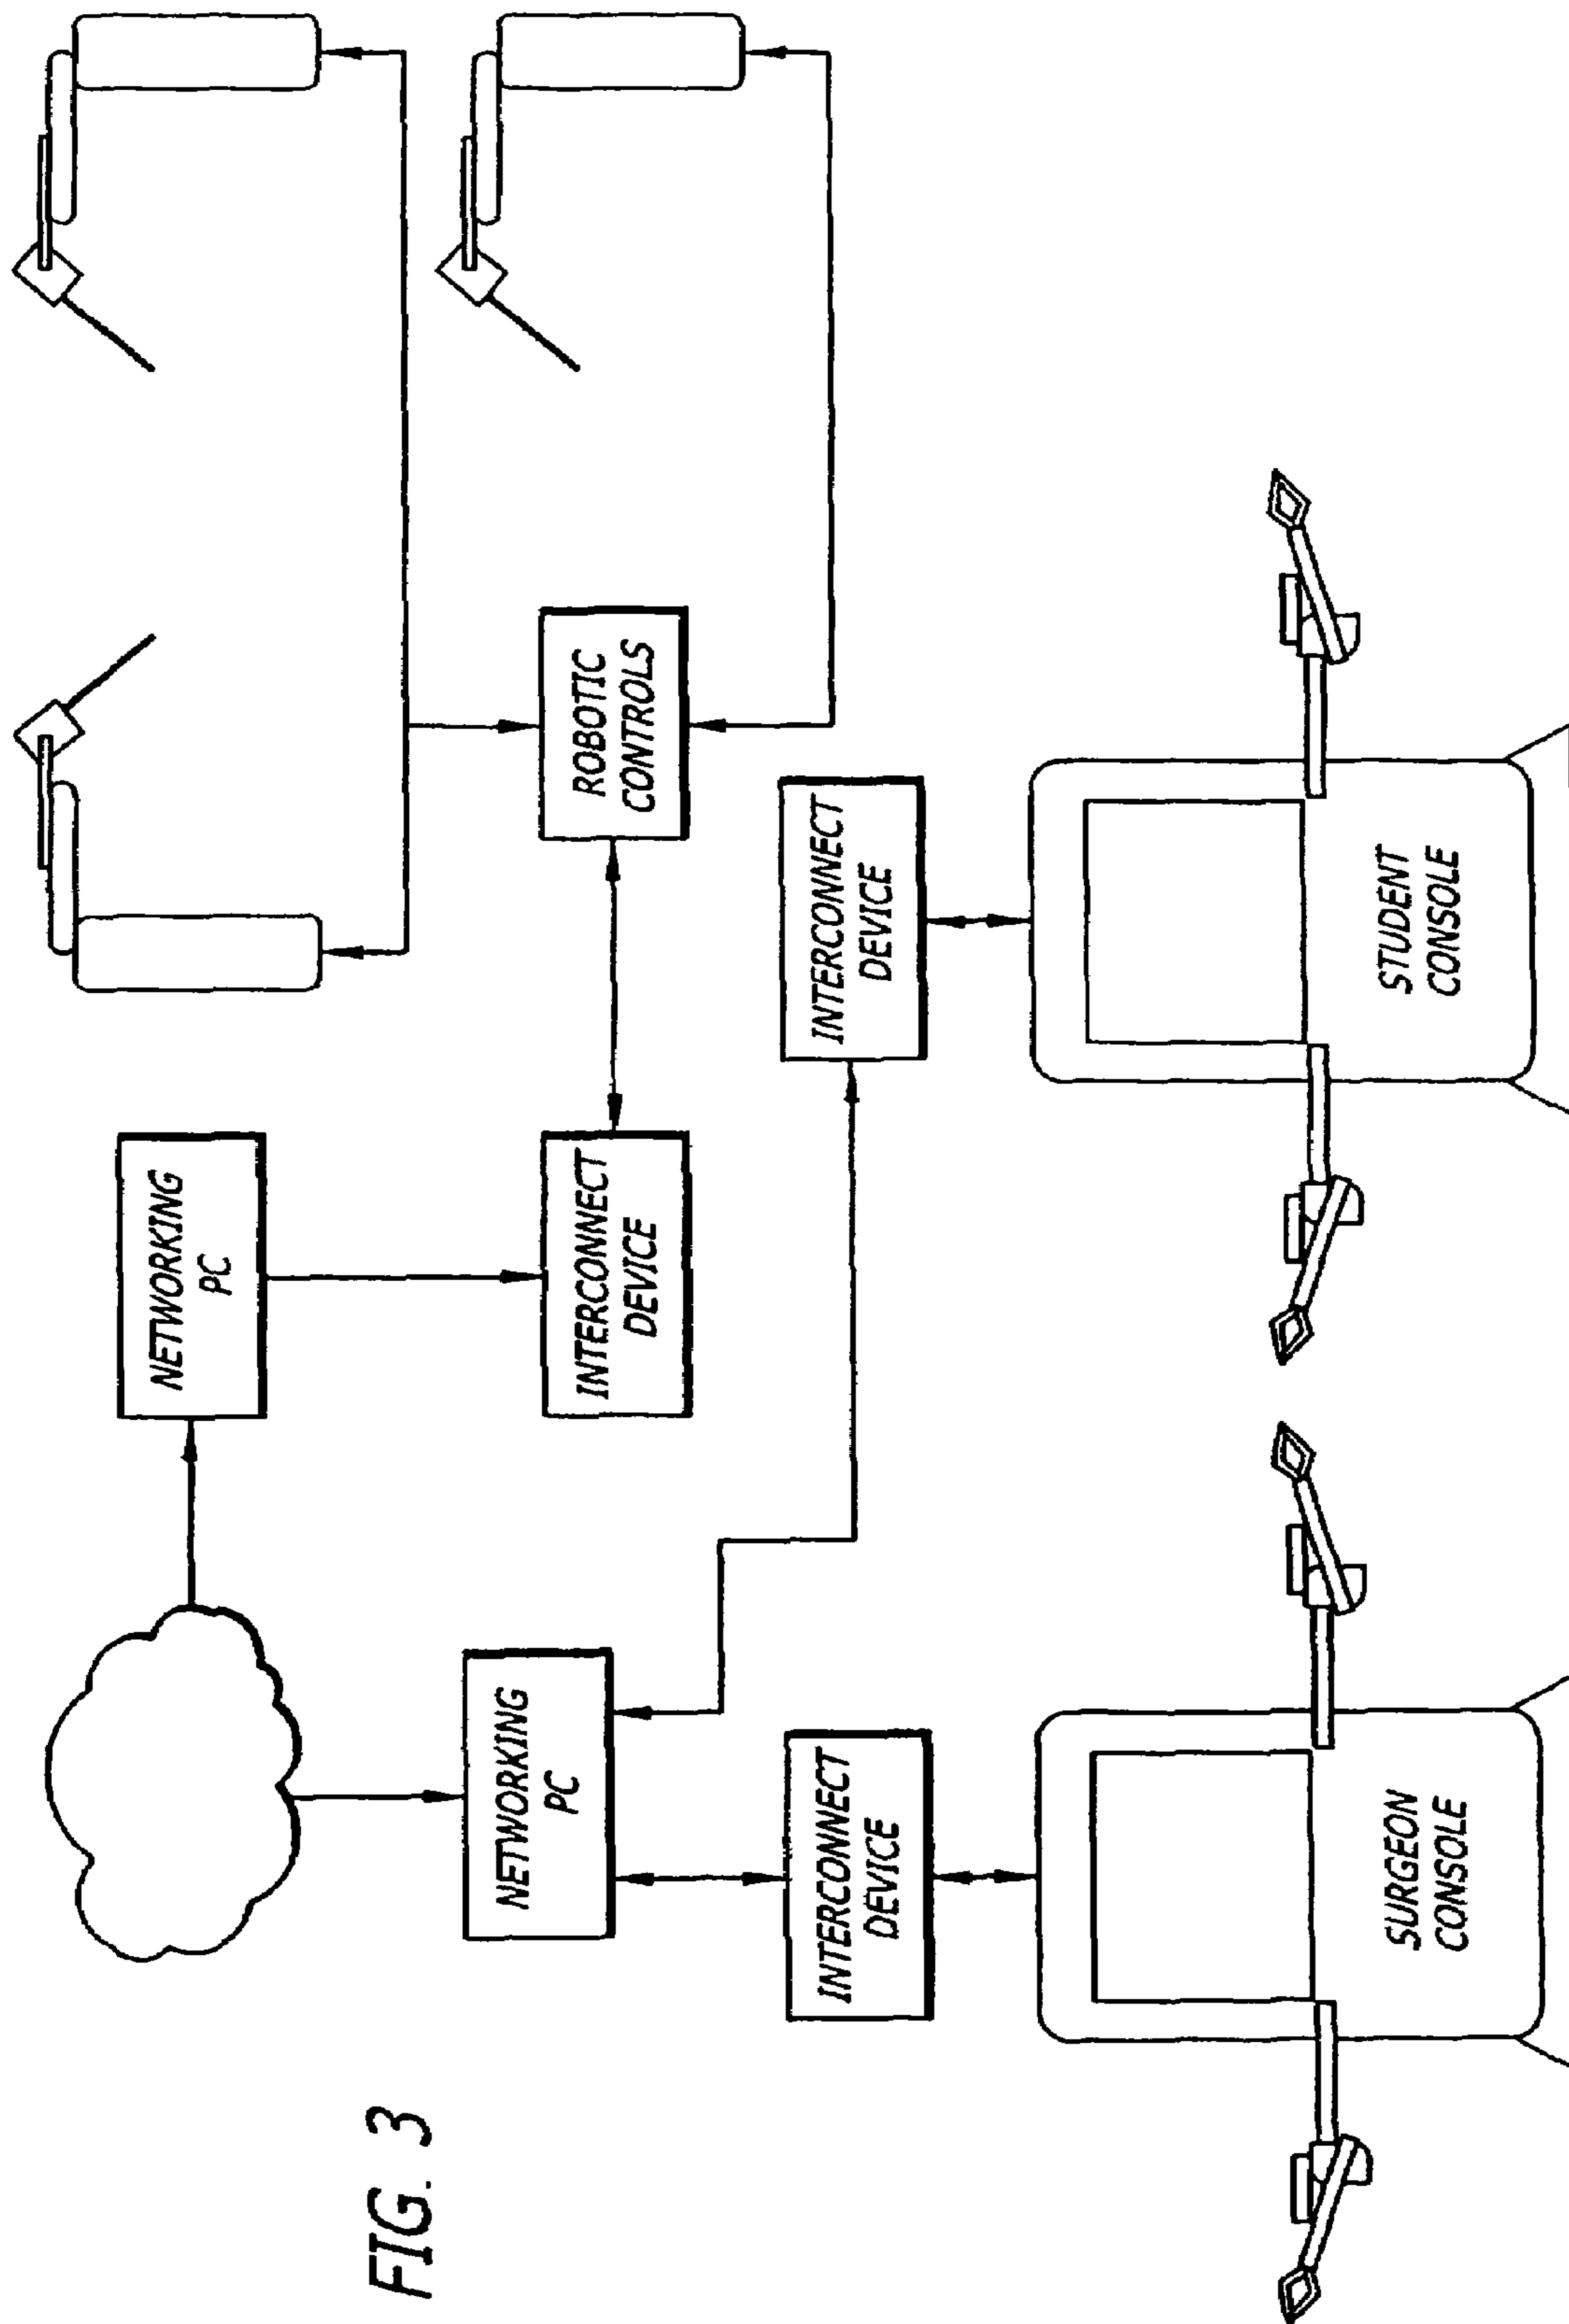 FIG. 3
NETWORKING
PC
NETWORKING
PC
INTERCONNECT
DEVICE
ROBOTIC
CONTROLS
INTERCONNECT
DEVICE
INTERCONNECT
DEVICE
SURGEON
CONSOLE
STUDENT
CONSOLE